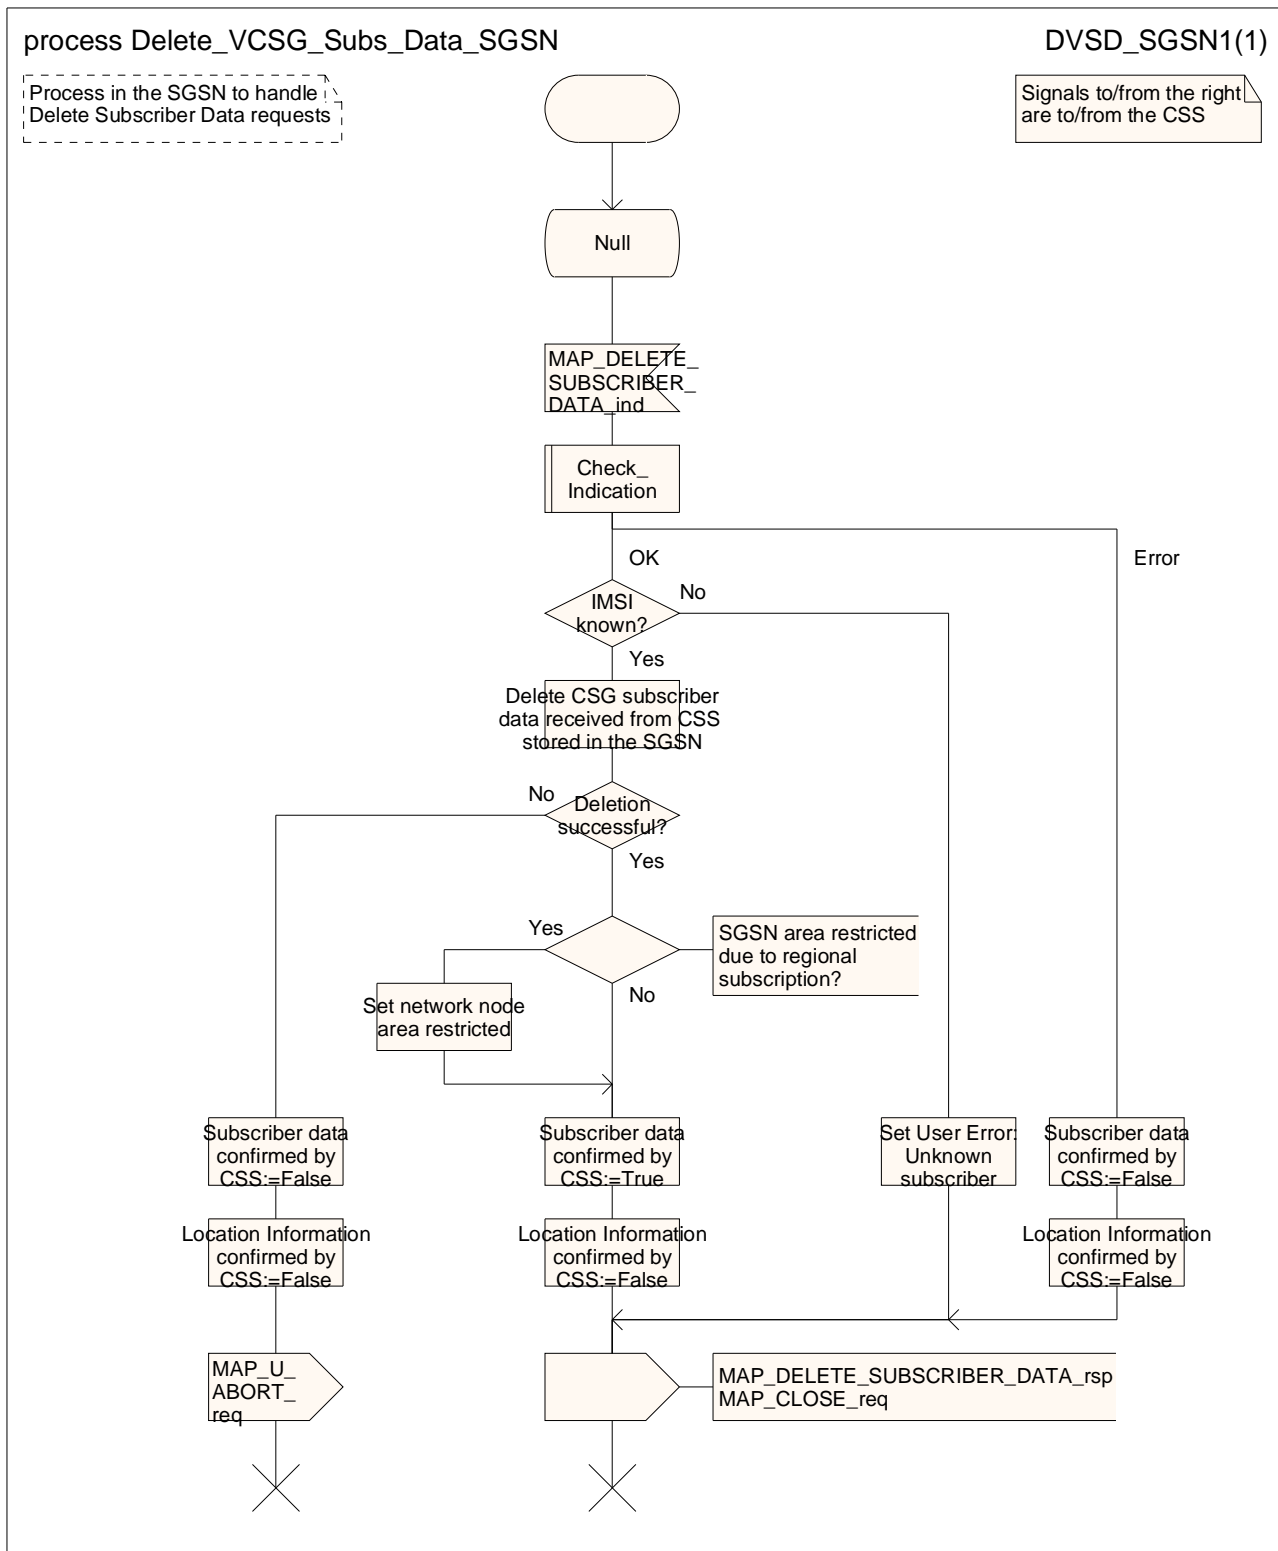 process Delete_VCSG_Subs_Data_SGSN
DVSD_SGSN1(1)
Process in the SGSN to handle
Delete Subscriber Data requests
Signals to/from the right
are to/from the CSS
Null
MAP_DELETE_
SUBSCRIBER_
DATA_ind
Check_
Indication
OK
Error
IMSI
known?
No
Yes
Delete CSG subscriber
data received from CSS
stored in the SGSN
No
Deletion
successful?
Yes
Yes
SGSN area restricted
due to regional
subscription?
No
Set network node
area restricted
Subscriber data
confirmed by
CSS:=False
Subscriber data
confirmed by
CSS:=True
Set User Error:
Unknown
subscriber
Subscriber data
confirmed by
CSS:=False
Location Information
confirmed by
CSS:=False
Location Information
confirmed by
CSS:=False
Location Information
confirmed by
CSS:=False
MAP_U_
ABORT_
req
MAP_DELETE_SUBSCRIBER_DATA_rsp
MAP_CLOSE_req